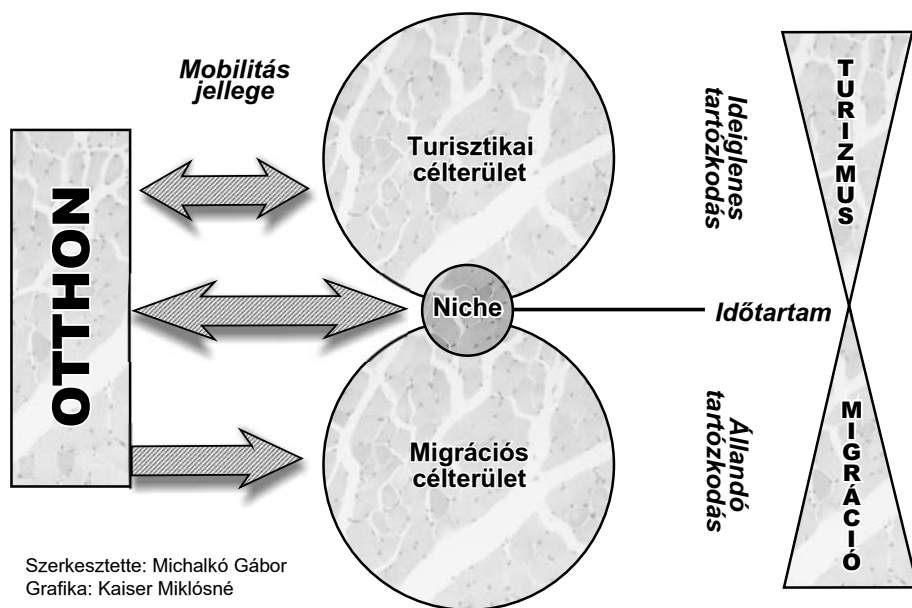 Mobilitás
jellege
Turisztikai
célterület
Ideiglenes
tartózkodás
TURIZMUS
OTTHON
Niche
Időtartam
Migrációs
célterület
Állandó
tartózkodás
MIGRÁCIÓ
Szerkesztette: Michalkó Gábor
Grafika: Kaiser Miklósné